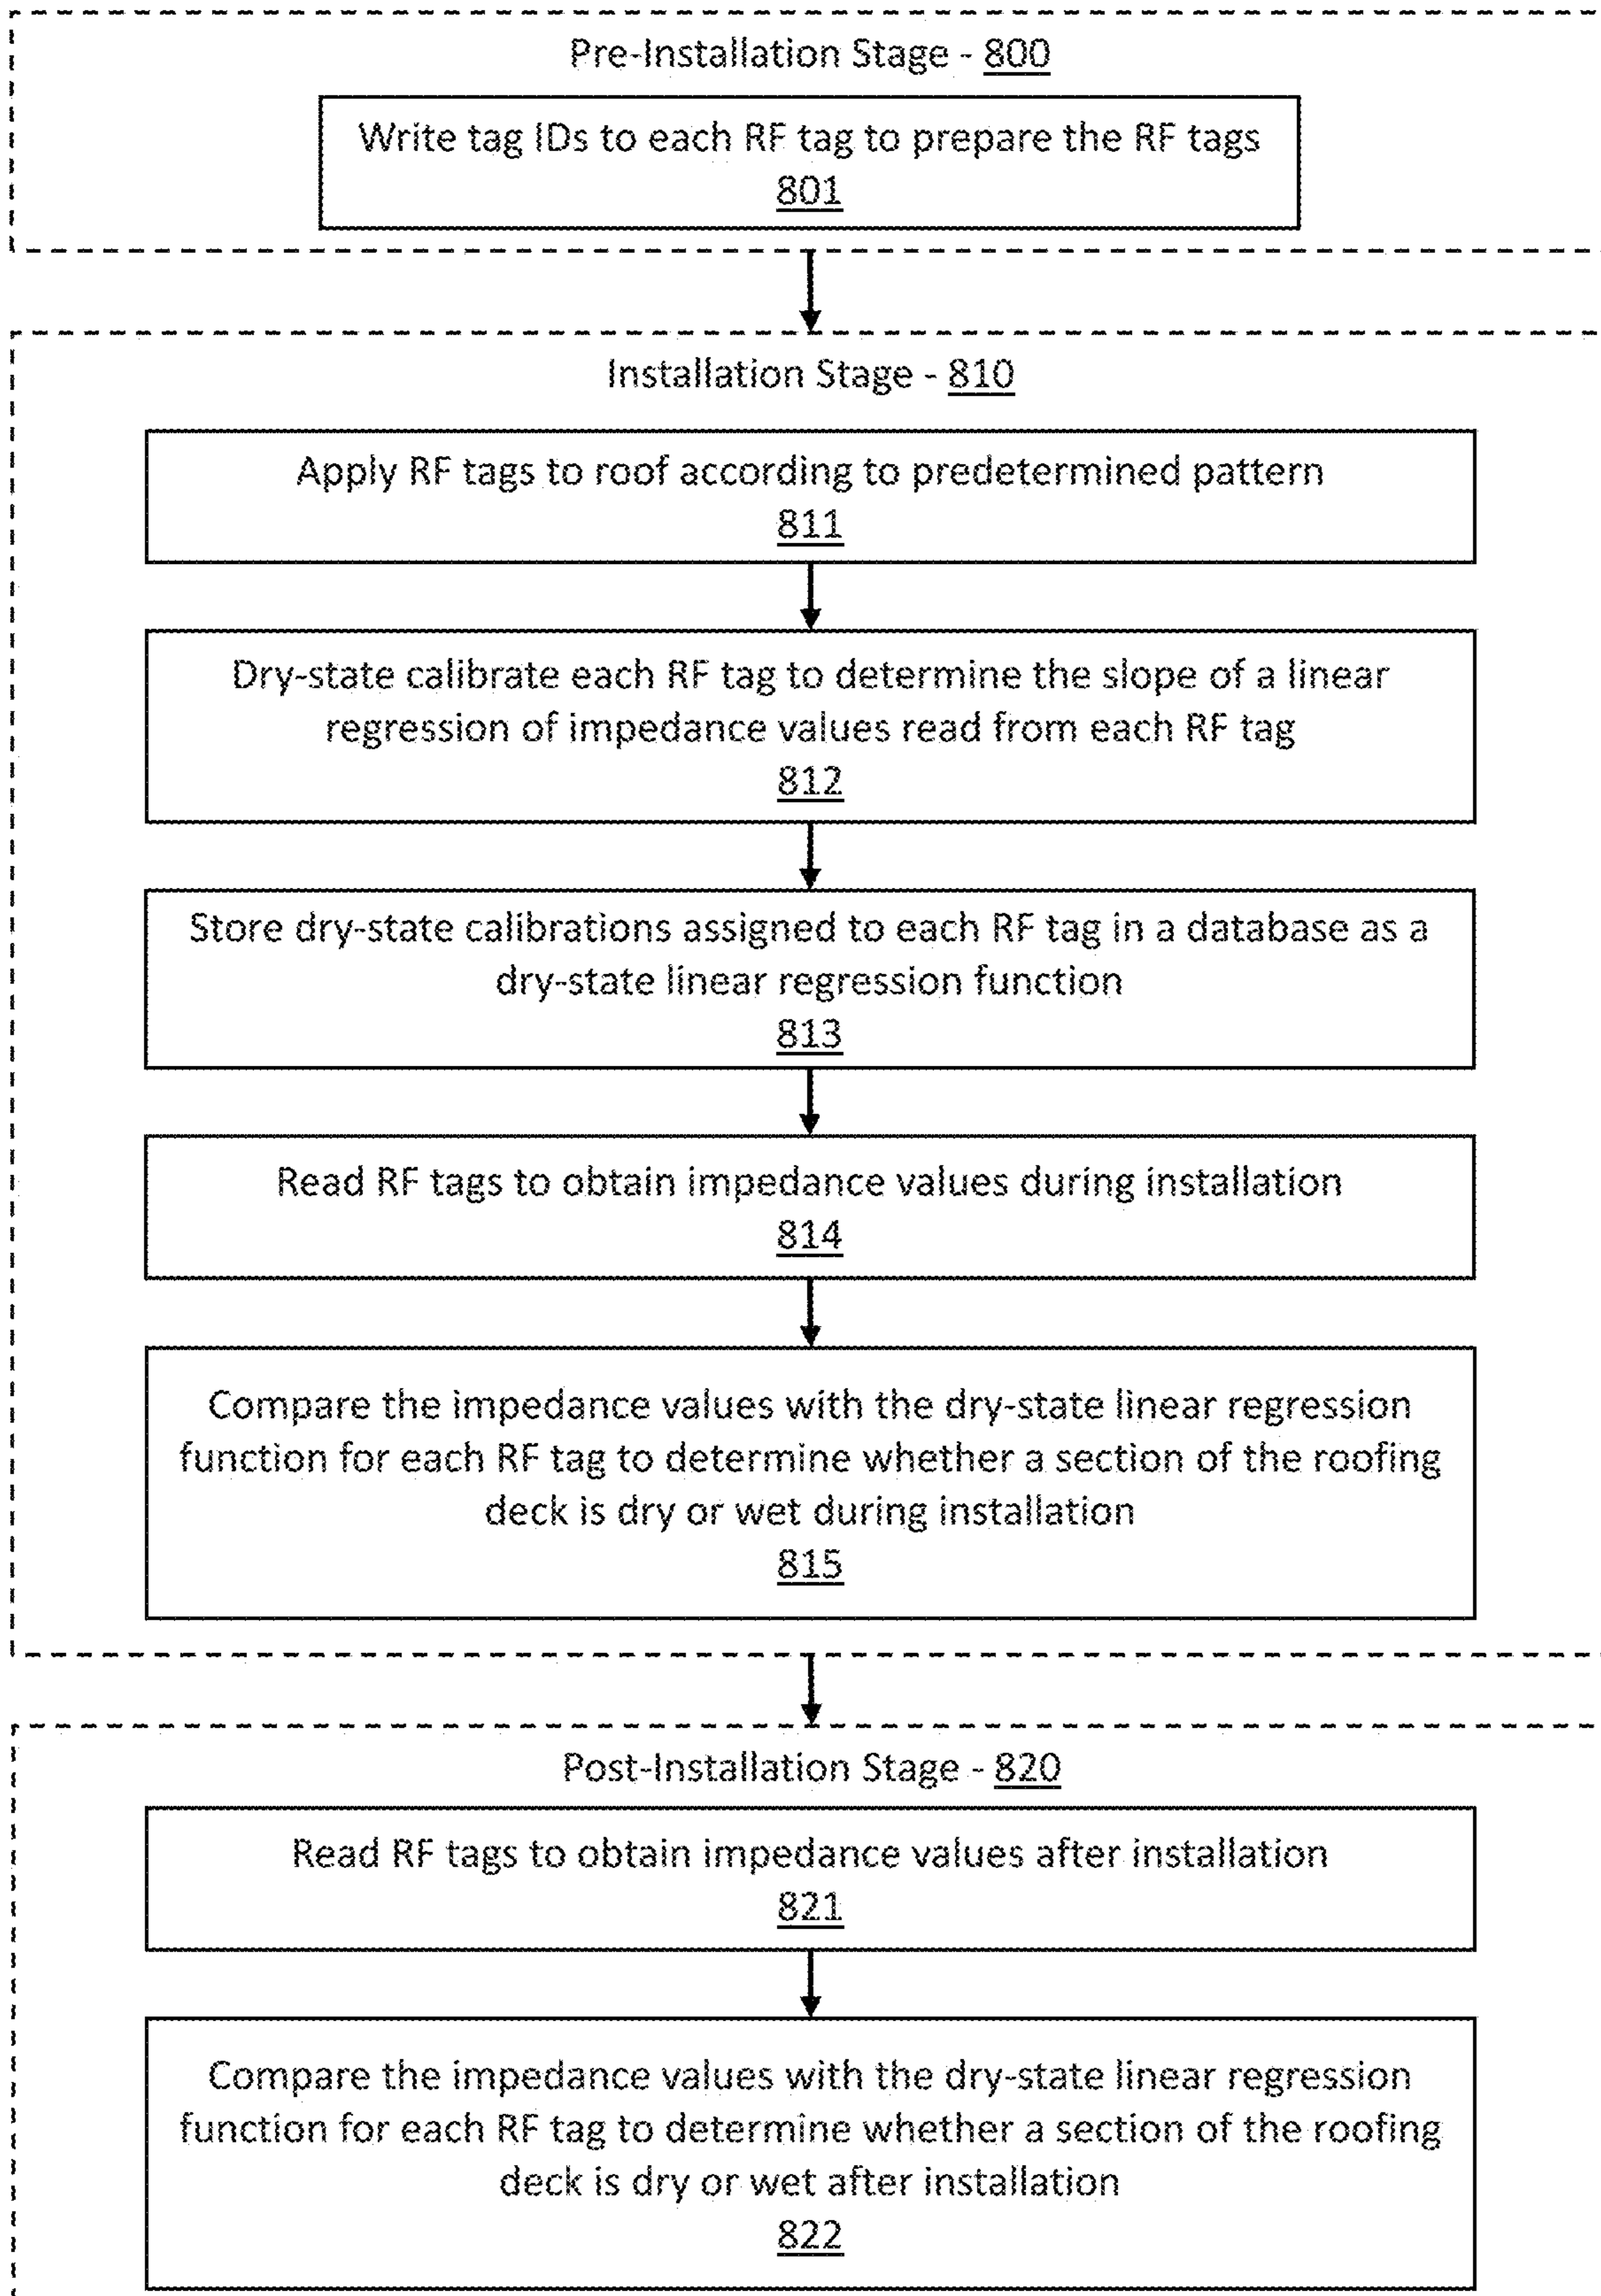 Pre-Installation Stage - 800
Write tag IDs to each RF tag to prepare the RF tags
801
Installation Stage - 810
Apply RF tags to roof according to predetermined pattern
811
Dry-state calibrate each RF tag to determine the slope of a linear
regression of impedance values read from each RF tag
812
Store dry-state calibrations assigned to each RF tag in a database as a
dry-state linear regression function
813
Read RF tags to obtain impedance values during installation
814
Compare the impedance values with the dry-state linear regression
function for each RF tag to determine whether a section of the roofing
deck is dry or wet during installation
815
Post-Installation Stage - 820
Read RF tags to obtain impedance values after installation
821
Compare the impedance values with the dry-state linear regression
function for each RF tag to determine whether a section of the roofing
deck is dry or wet after installation
822